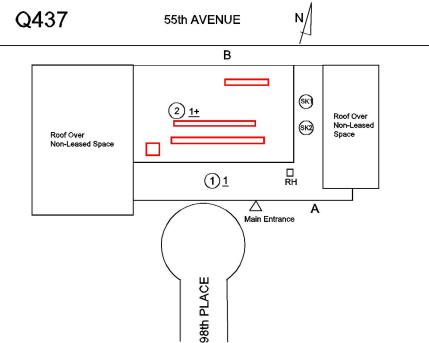 Q437
55th AVENUE
N
B
SK1
2 1+
SK2
Roof Over
Non-Leased Space
Roof Over
Non-Leased
Space
1 1
RH
A
Main Entrance
98th PLACE